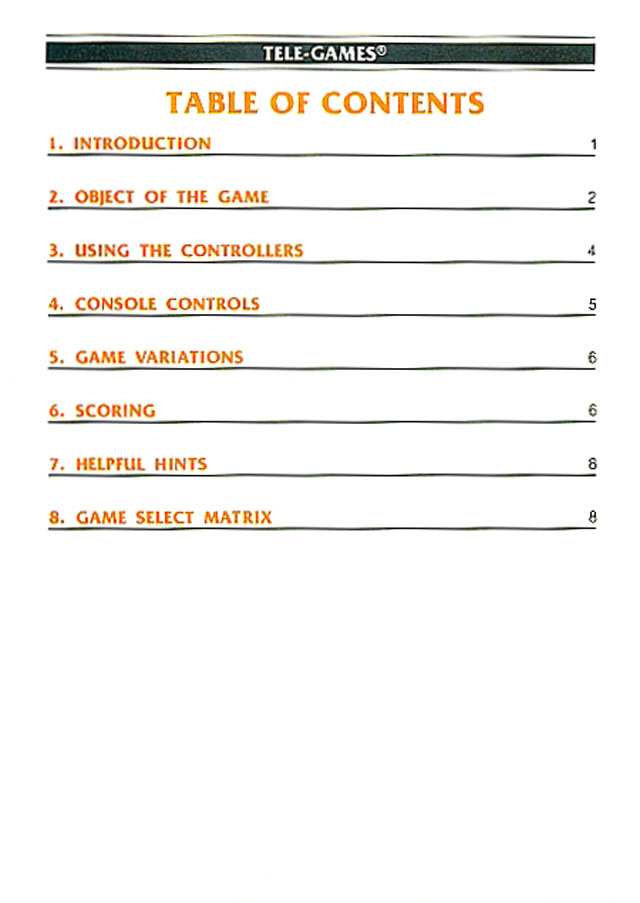 TELE-GAMES®
TABLE OF CONTENTS
1. INTRODUCTION 1
2. OBJECT OF THE GAME 2
3. USING THE CONTROLLERS 4
4. CONSOLE CONTROLS 5
5. GAME VARIATIONS 6
6. SCORING 6
7. HELPFUL HINTS 8
8. GAME SELECT MATRIX 8